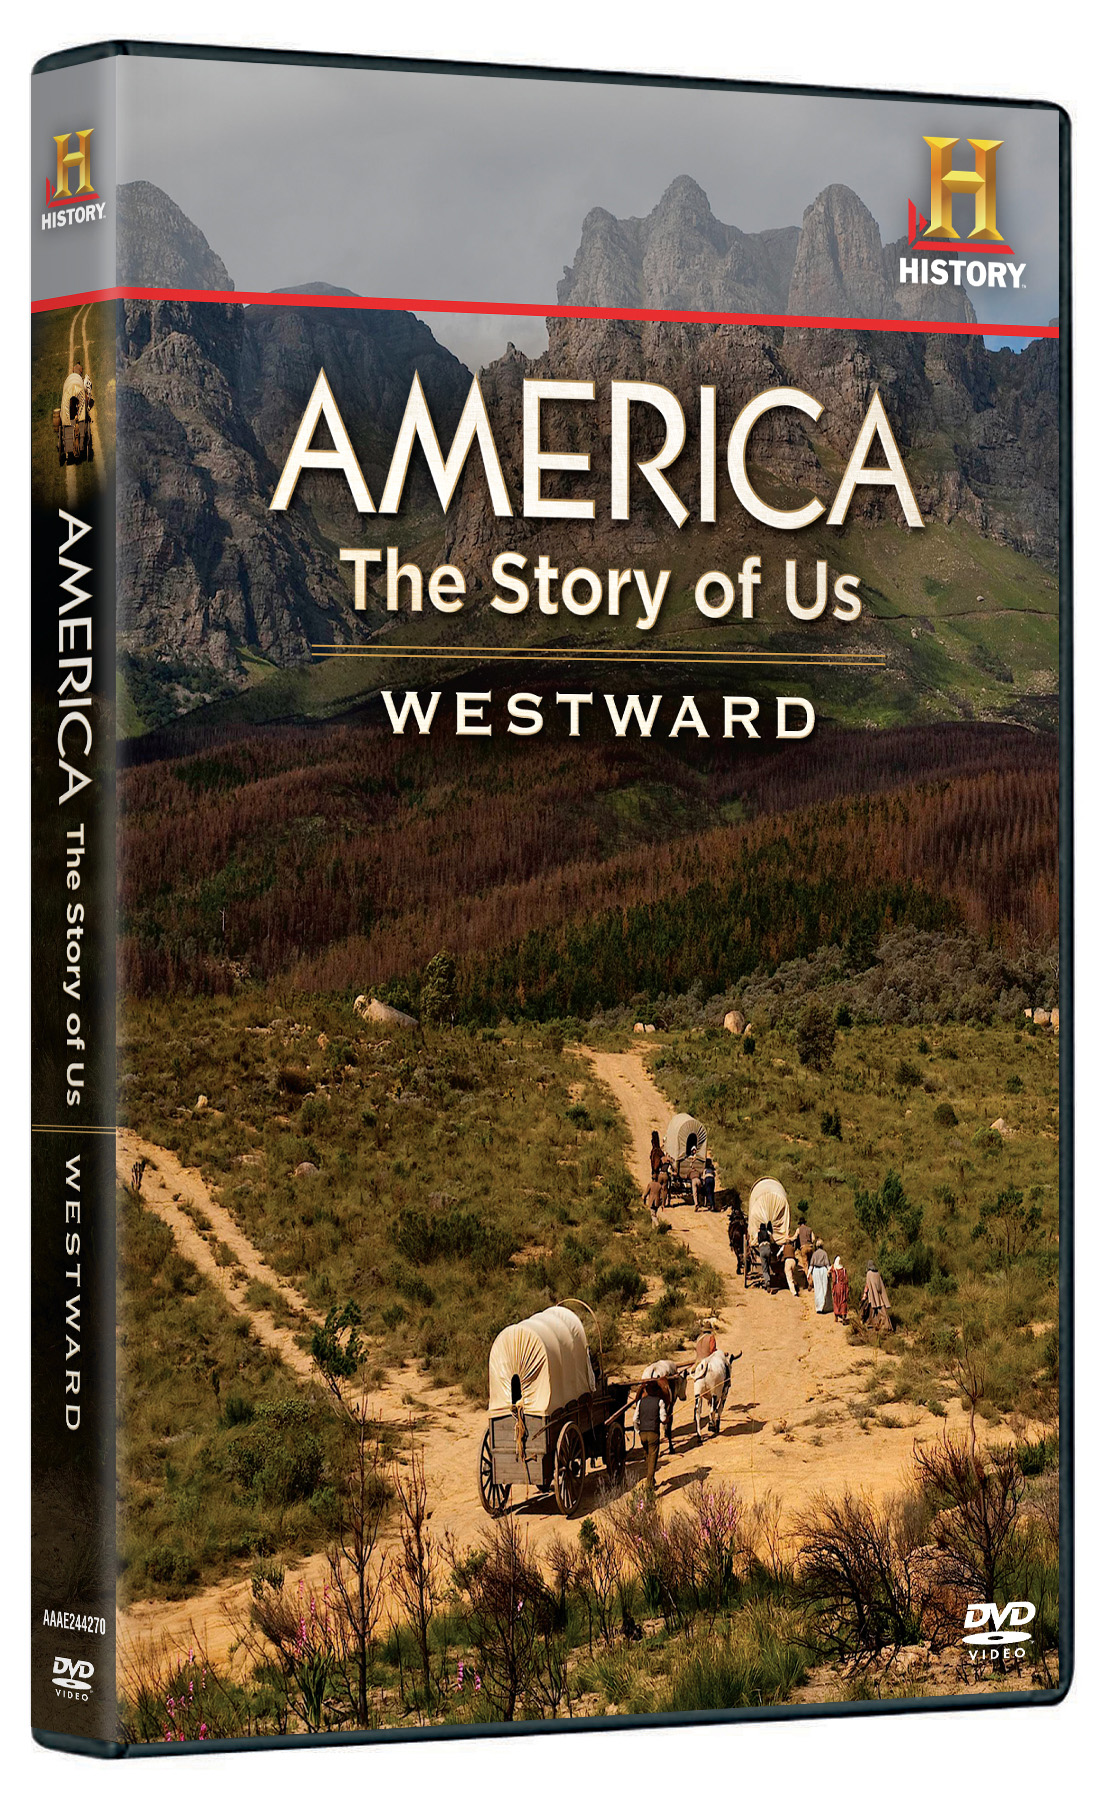 H
HISTORY
AMERICA The Story of Us WESTWARD
AAAE244270
DVD
VIDEO
H
HISTORY
AMERICA
The Story of Us
WESTWARD
DVD
VIDEO